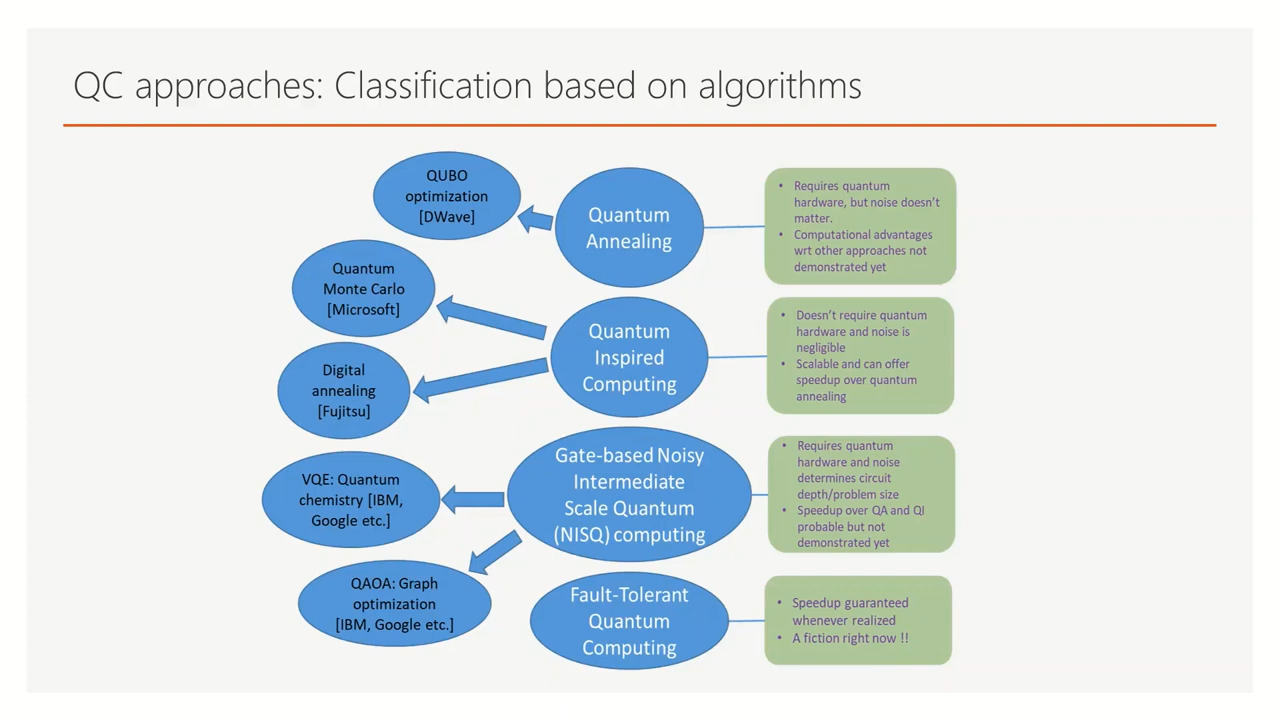 QC approaches: Classification based on algorithms
QUBO
optimization
[DWave]
Quantum
Annealing
• Requires quantum
hardware, but noise doesn't
matter.
• Computational advantages
wrt other approaches not
demonstrated yet
Quantum
Monte Carlo
[Microsoft]
Digital
annealing
[Fujitsu]
Quantum
Inspired
Computing
• Doesn't require quantum
hardware and noise is
negligible
• Scalable and can offer
speedup over quantum
annealing
VQE: Quantum
chemistry [IBM,
Google etc.]
QAOA: Graph
optimization
[IBM, Google etc.]
Gate-based Noisy
Intermediate
Scale Quantum
(NISQ) computing
• Requires quantum
hardware and noise
determines circuit
depth/problem size
• Speedup over QA and QI
probable but not
demonstrated yet
Fault-Tolerant
Quantum
Computing
• Speedup guaranteed
whenever realized
• A fiction right now !!